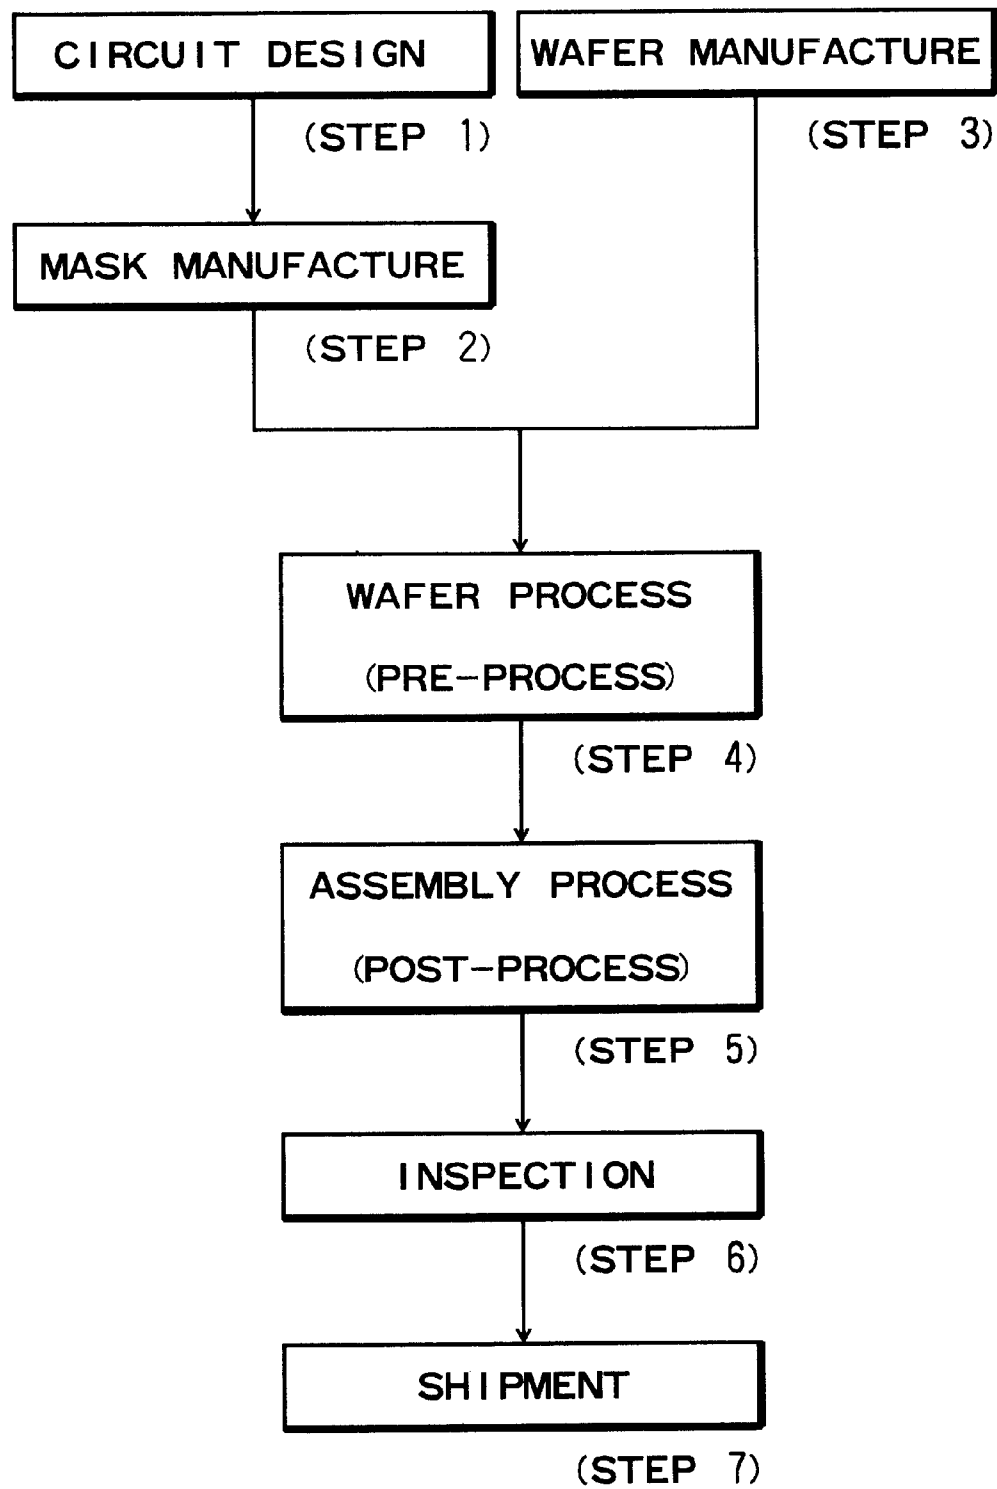 CIRCUIT DESIGN
(STEP 1)
MASK MANUFACTURE
(STEP 2)
WAFER MANUFACTURE
(STEP 3)
WAFER PROCESS
(PRE-PROCESS)
(STEP 4)
ASSEMBLY PROCESS
(POST-PROCESS)
(STEP 5)
INSPECTION
(STEP 6)
SHIPMENT
(STEP 7)